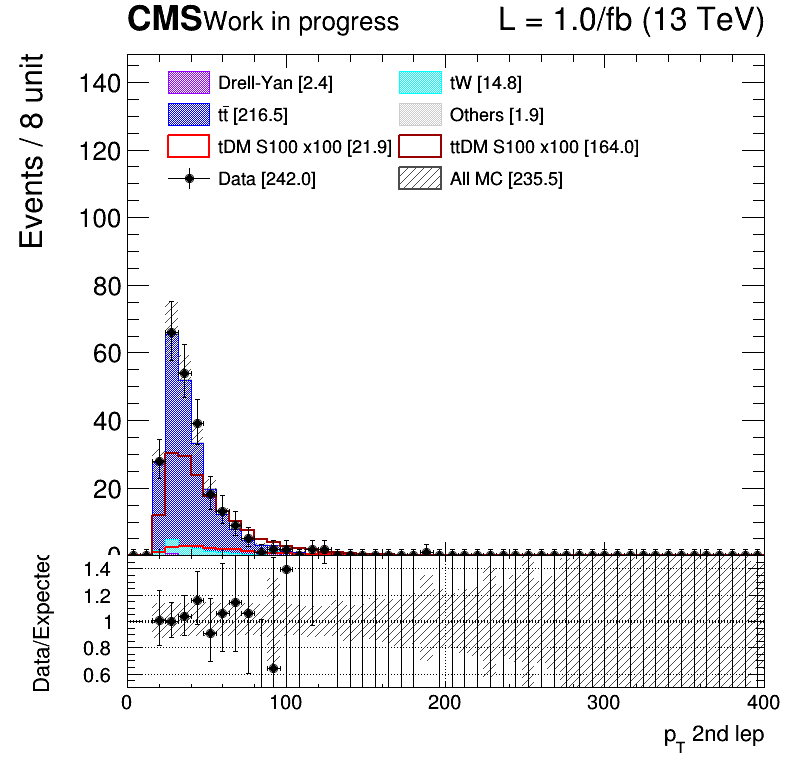 CMS Work in progress L = 1.0/fb (13 TeV)
Events / 8 unit
140
120
100
80
60
40
20
0
Drell-Yan [2.4] tW [14.8]
tt̄ [216.5] Others [1.9]
tDM S100 x100 [21.9] ttDM S100 x100 [164.0]
Data [242.0] All MC [235.5]
Data/Expected
1.4
1.2
1
0.8
0.6
0 100 200 300 400
p_T 2nd lep